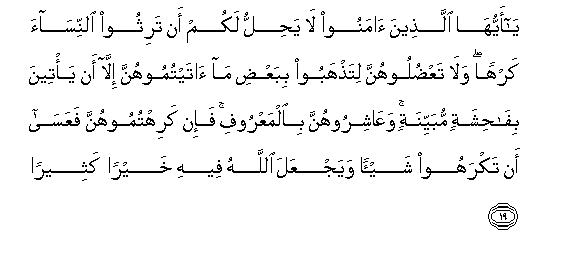 يَـٰٓأَيُّهَا ٱلَّذِينَ ءَامَنُوا۟ لَا يَحِلُّ لَكُمْ أَن تَرِثُوا۟ ٱلنِّسَآءَ
كَرْهًا ۖ وَلَا تَعْضُلُوهُنَّ لِتَذْهَبُوا۟ بِبَعْضِ مَآ ءَاتَيْتُمُوهُنَّ إِلَّآ أَن يَأْتِينَ
بِفَـٰحِشَةٍ مُّبَيِّنَةٍ ۚ وَعَاشِرُوهُنَّ بِٱلْمَعْرُوفِ ۚ فَإِن كَرِهْتُمُوهُنَّ فَعَسَىٰٓ
أَن تَكْرَهُوا۟ شَيْـًٔا وَيَجْعَلَ ٱللَّهُ فِيهِ خَيْرًا كَثِيرًا
١٩